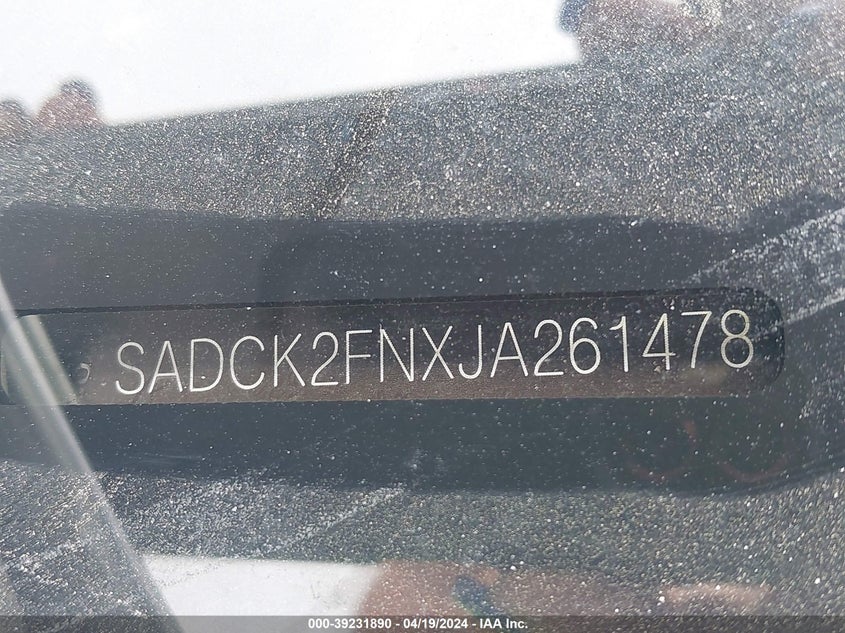 SADCK2FNXJA261478
000-39231890 - 04/19/2024 - IAA Inc.